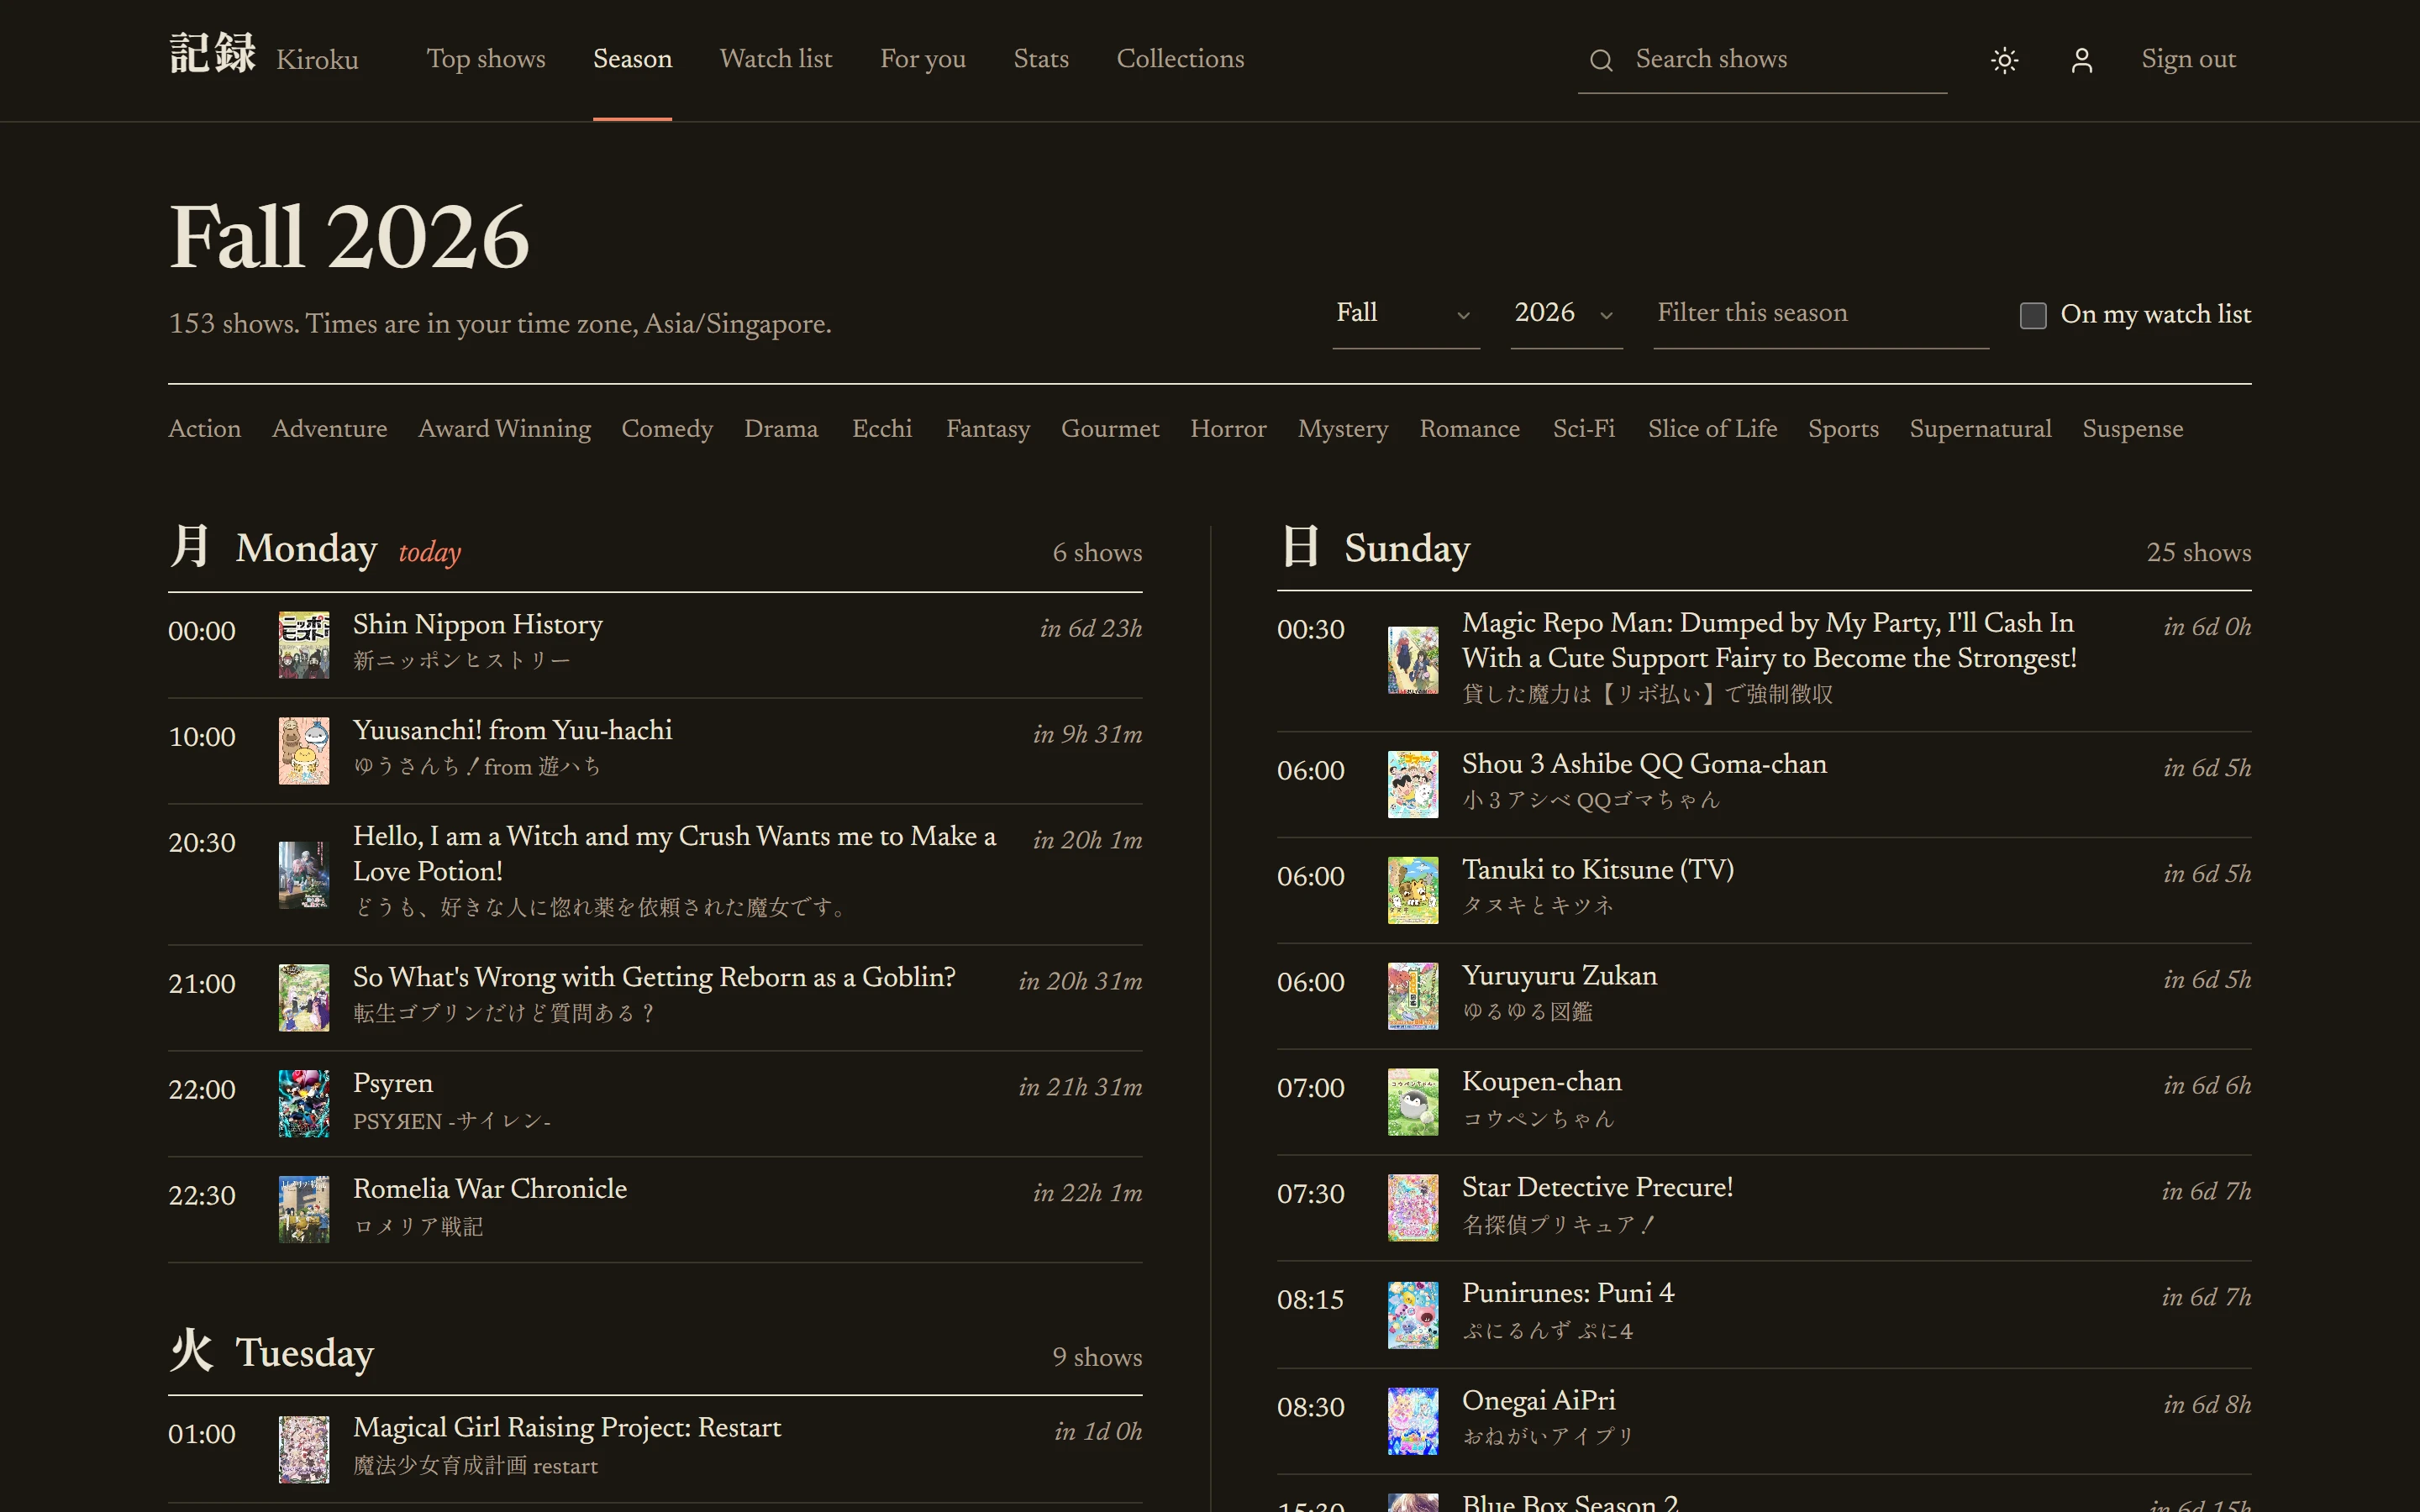 記録 Kiroku Top shows Season Watch list For you Stats Collections Search shows Sign out
Fall 2026
153 shows. Times are in your time zone, Asia/Singapore.
Fall 2026 Filter this season On my watch list
Action Adventure Award Winning Comedy Drama Ecchi Fantasy Gourmet Horror Mystery Romance Sci-Fi Slice of Life Sports Supernatural Suspense
月 Monday today 6 shows
00:00 Shin Nippon History in 6d 23h
新ニッポンヒストリー
10:00 Yuusanchi! from Yuu-hachi in 9h 31m
ゆうさんち！from 遊ハち
20:30 Hello, I am a Witch and my Crush Wants me to Make a in 20h 1m
Love Potion!
どうも、好きな人に惚れ薬を依頼された魔女です。
21:00 So What's Wrong with Getting Reborn as a Goblin? in 20h 31m
転生ゴブリンだけど質問ある？
22:00 Psyren in 21h 31m
PSYЯEN -サイレン-
22:30 Romelia War Chronicle in 22h 1m
ロメリア戦記
火 Tuesday 9 shows
01:00 Magical Girl Raising Project: Restart in 1d 0h
魔法少女育成計画 restart
日 Sunday 25 shows
00:30 Magic Repo Man: Dumped by My Party, I'll Cash In in 6d 0h
With a Cute Support Fairy to Become the Strongest!
貸した魔力は【リボ払い】で強制徴収
06:00 Shou 3 Ashibe QQ Goma-chan in 6d 5h
小３アシベ QQゴマちゃん
06:00 Tanuki to Kitsune (TV) in 6d 5h
タヌキとキツネ
06:00 Yuruyuru Zukan in 6d 5h
ゆるゆる図鑑
07:00 Koupen-chan in 6d 6h
コウペンちゃん
07:30 Star Detective Precure! in 6d 7h
名探偵プリキュア！
08:15 Punirunes: Puni 4 in 6d 7h
ぷにるんず ぷに4
08:30 Onegai AiPri in 6d 8h
おねがいアイプリ
15:30 Blue Box Season 2 in 6d 15h